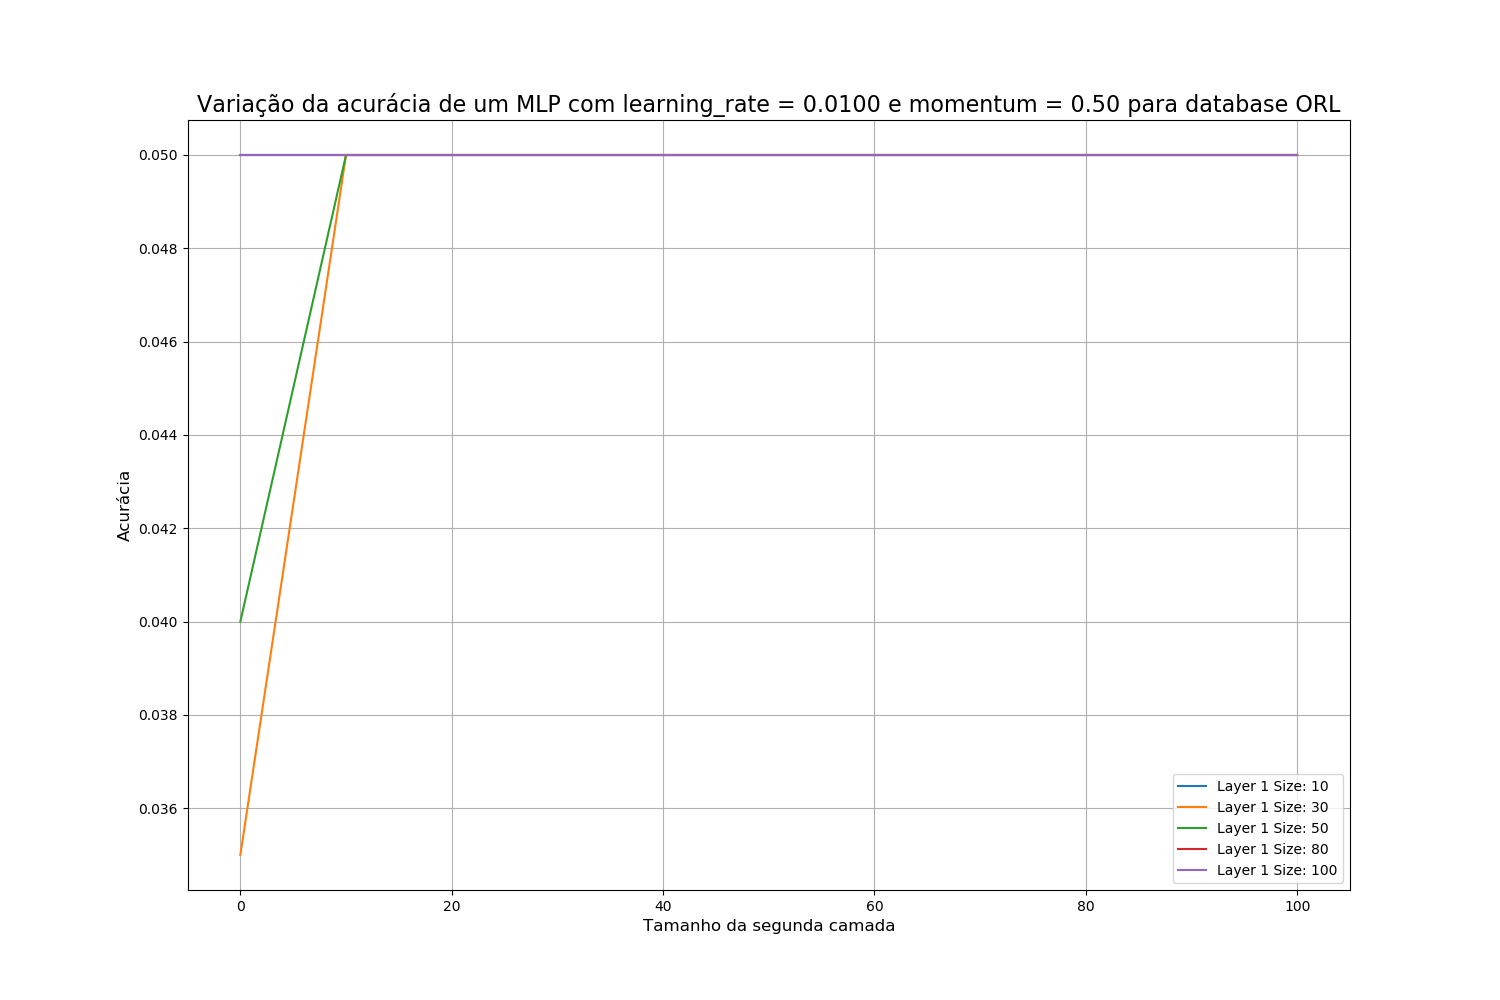 Variação da acurácia de um MLP com learning_rate = 0.0100 e momentum = 0.50 para database ORL
0.050
0.048
0.046
0.044
0.042
0.040
0.038
0.036
Acurácia
0 20 40 60 80 100
Tamanho da segunda camada
Layer 1 Size: 10
Layer 1 Size: 30
Layer 1 Size: 50
Layer 1 Size: 80
Layer 1 Size: 100